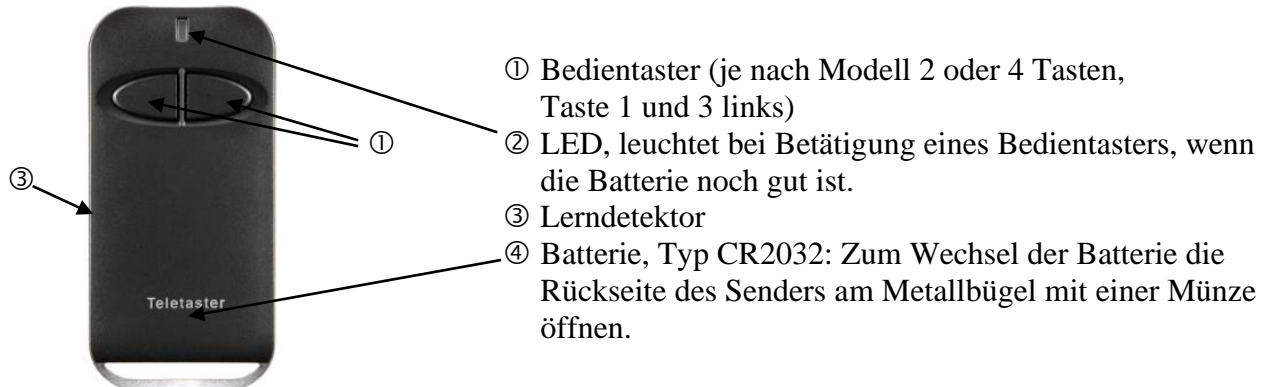 ① Bedientaster (je nach Modell 2 oder 4 Tasten,
Taste 1 und 3 links)
①
② LED, leuchtet bei Betätigung eines Bedientasters, wenn
die Batterie noch gut ist.
③
③ Lerndetektor
④ Batterie, Typ CR2032: Zum Wechsel der Batterie die
Rückseite des Senders am Metallbügel mit einer Münze
öffnen.
Teletaster